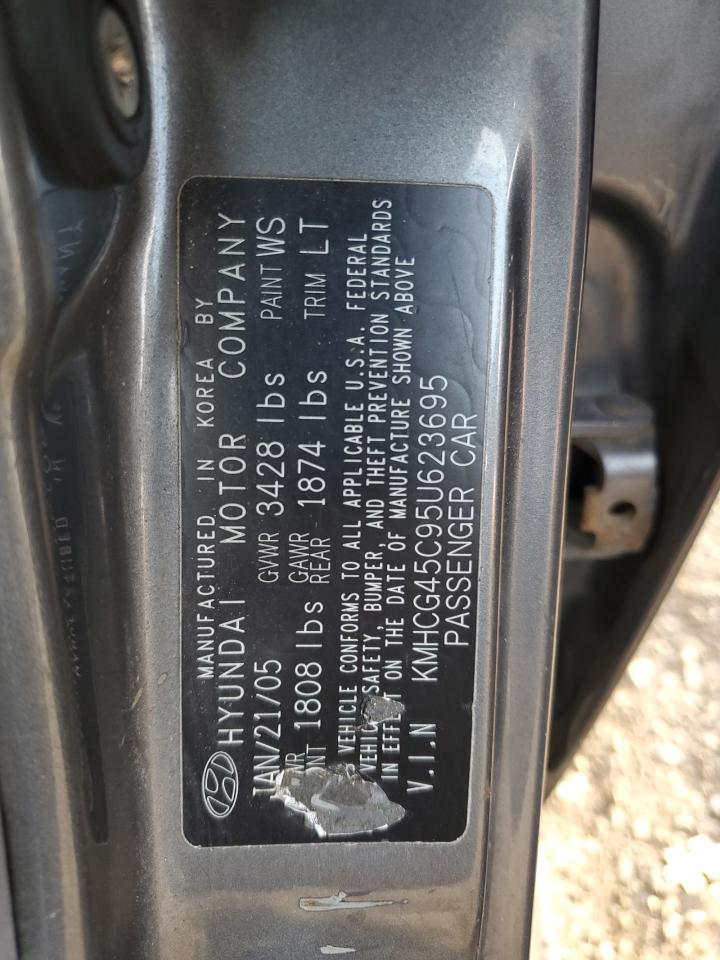 MANUFACTURED IN KOREA BY
HYUNDAI MOTOR COMPANY
JAN/21/05 GVWR 3428 lbs PAINT WS
1808 lbs GAWR REAR 1874 lbs TRIM LT
VEHICLE CONFORMS TO ALL APPLICABLE U.S.A. FEDERAL
SAFETY, BUMPER, AND THEFT PREVENTION STANDARDS
IN EFFECT ON THE DATE OF MANUFACTURE SHOWN ABOVE
V.I.N KMHCG45C95U623695
PASSENGER CAR